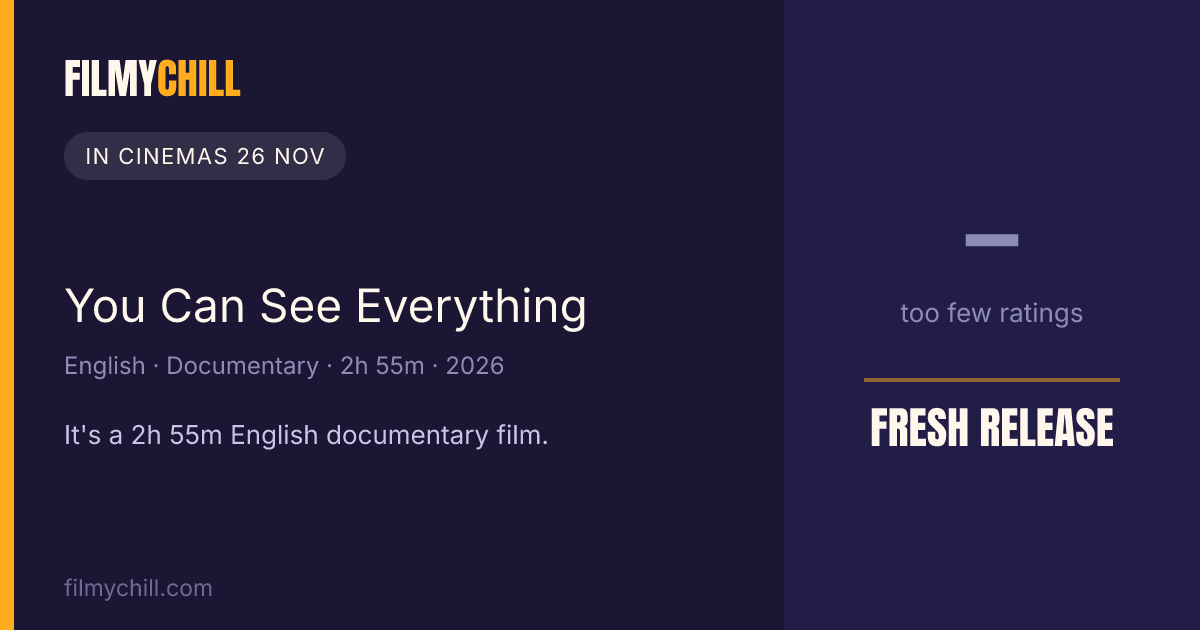 FILMYCHILL
IN CINEMAS 26 NOV
You Can See Everything
English · Documentary · 2h 55m · 2026
It's a 2h 55m English documentary film.
filmychill.com
–
too few ratings
FRESH RELEASE